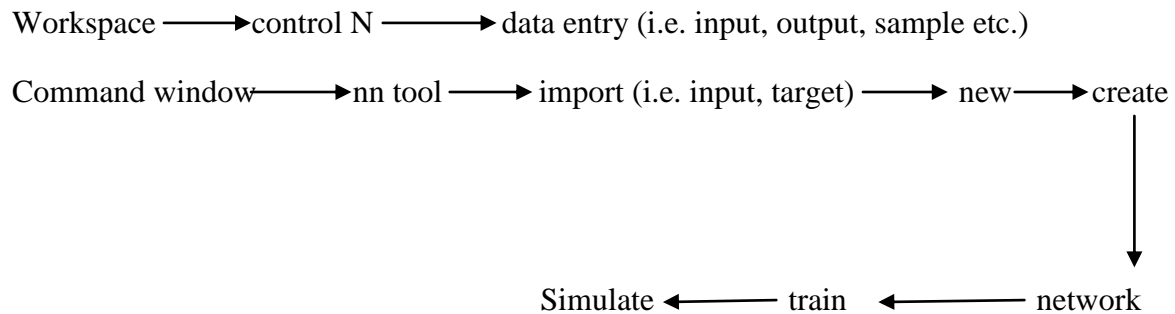 Workspace control N data entry (i.e. input, output, sample etc.)
Command window nn tool import (i.e. input, target) new create
Simulate train network